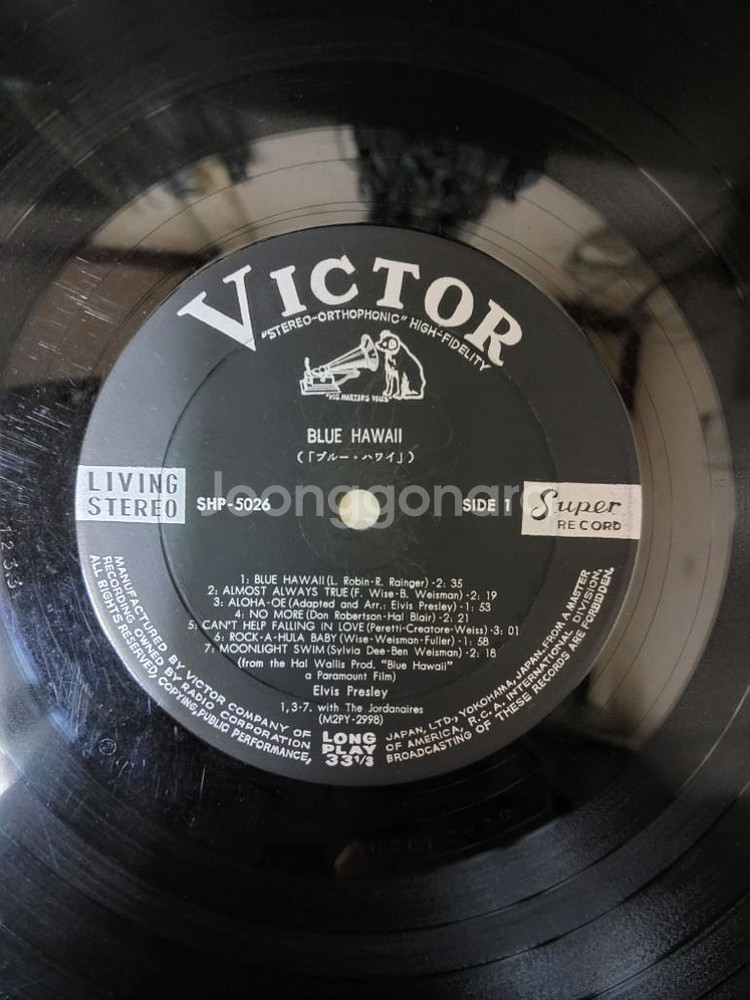 VICTOR
"STEREO-ORTHOPHONIC" HIGH-FIDELITY
"HIS MASTER'S VOICE"
BLUE HAWAII
(「ブルー・ハワイ」)
LIVING
STEREO
SHP-5026
Joonggonara
SIDE 1
Super
RECORD
1: BLUE HAWAII (L. Robin-R. Rainger) -2: 35
2: ALMOST ALWAYS TRUE (F. Wise-B. Weisman) -2: 19
3: ALOHA-OE (Adapted and Arr.: Elvis Presley) -1: 53
4: NO MORE (Don Robertson-Hal Blair) -2: 21
5: CAN'T HELP FALLING IN LOVE (Peretti-Creatore-Weiss) -3: 01
6: ROCK-A-HULA BABY (Wise-Weisman-Fuller) -1: 58
7: MOONLIGHT SWIM (Sylvia Dee-Ben Weisman) -2: 18
(from the Hal Wallis Prod. "Blue Hawaii"
a Paramount Film)
Elvis Presley
1,3-7. with The Jordanaires
(M2PY-2998)
LONG
PLAY
33 1/3
MANUFACTURED BY VICTOR COMPANY OF JAPAN, LTD., YOKOHAMA, JAPAN. FROM A MASTER
RECORDING OWNED BY RADIO CORPORATION OF AMERICA, R.C.A. INTERNATIONAL DIVISION.
ALL RIGHTS RESERVED, COPYING, PUBLIC PERFORMANCE, BROADCASTING OF THESE RECORDS ARE FORBIDDEN.